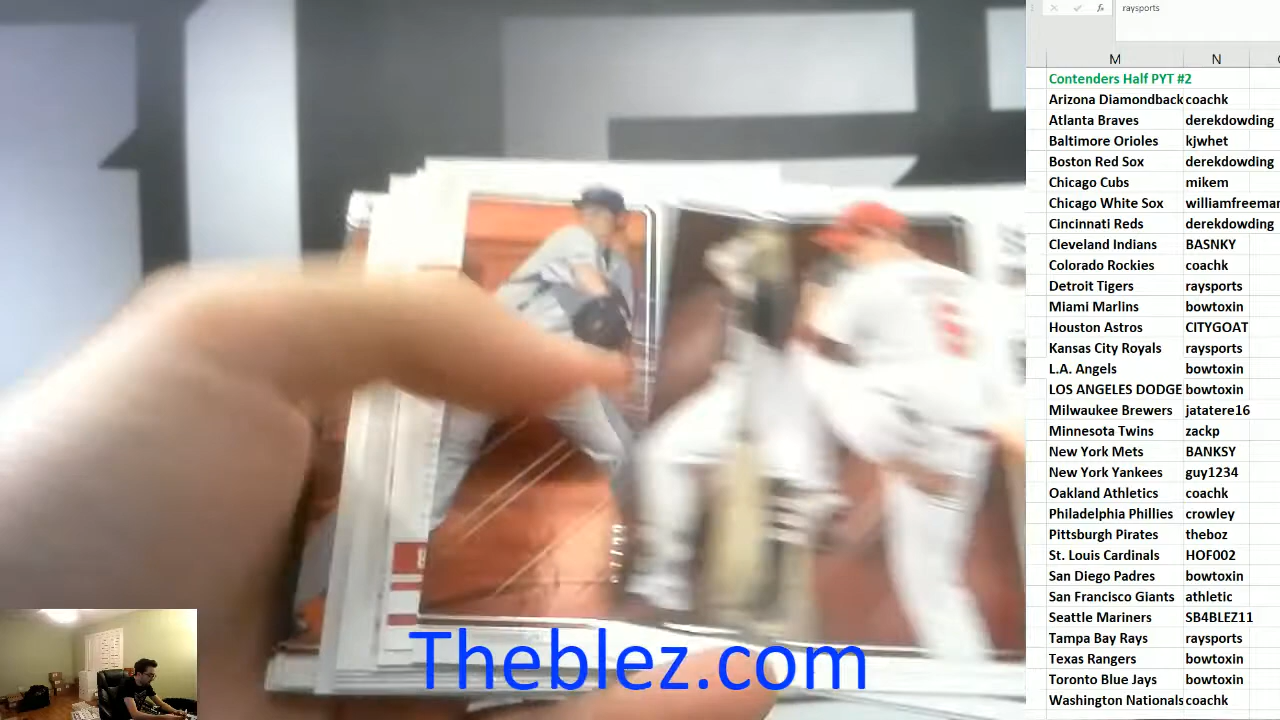 raysports
M N
Contenders Half PYT #2
Arizona Diamondback coachk
Atlanta Braves derekdowding
Baltimore Orioles kjwhet
Boston Red Sox derekdowding
Chicago Cubs mikem
Chicago White Sox williamfreeman
Cincinnati Reds derekdowding
Cleveland Indians BASNKY
Colorado Rockies coachk
Detroit Tigers raysports
Miami Marlins bowtoxin
Houston Astros CITYGOAT
Kansas City Royals raysports
L.A. Angels bowtoxin
LOS ANGELES DODGE bowtoxin
Milwaukee Brewers jatatere16
Minnesota Twins zackp
New York Mets BANKSY
New York Yankees guy1234
Oakland Athletics coachk
Philadelphia Phillies crowley
Pittsburgh Pirates theboz
St. Louis Cardinals HOF002
San Diego Padres bowtoxin
San Francisco Giants athletic
Seattle Mariners SB4BLEZ11
Tampa Bay Rays raysports
Texas Rangers bowtoxin
Toronto Blue Jays bowtoxin
Washington Nationals coachk
Theblez.com